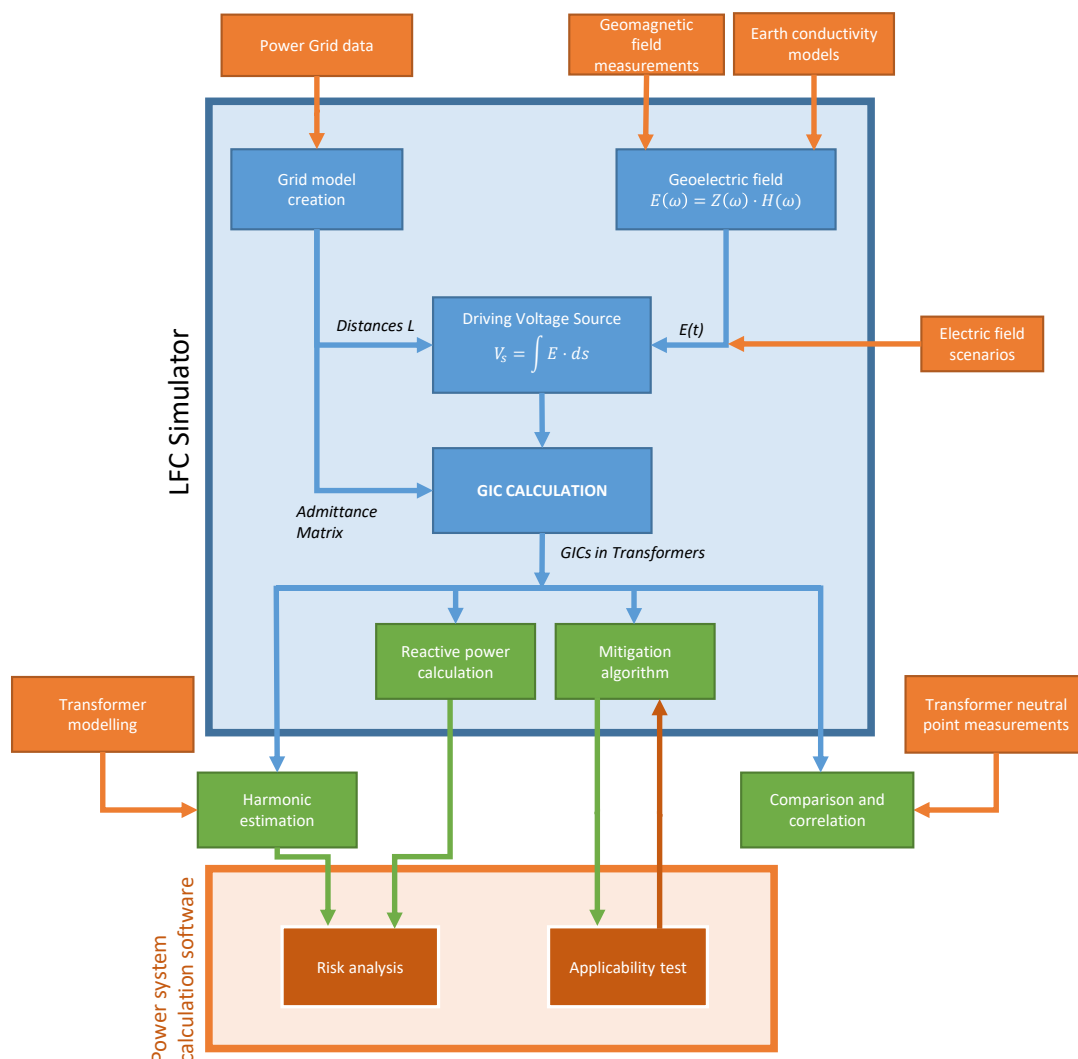 Power Grid data
Geomagnetic
field
measurements
Earth conductivity
models
Grid model
creation
Geoelectric field
E(ω) = Z(ω) · H(ω)
Distances L
Driving Voltage Source
V_s = ∫ E · ds
E(t)
Electric field
scenarios
LFC Simulator
GIC CALCULATION
Admittance
Matrix
GICs in Transformers
Reactive power
calculation
Mitigation
algorithm
Transformer
modelling
Transformer neutral
point measurements
Harmonic
estimation
Comparison and
correlation
Power system
calculation software
Risk analysis
Applicability test